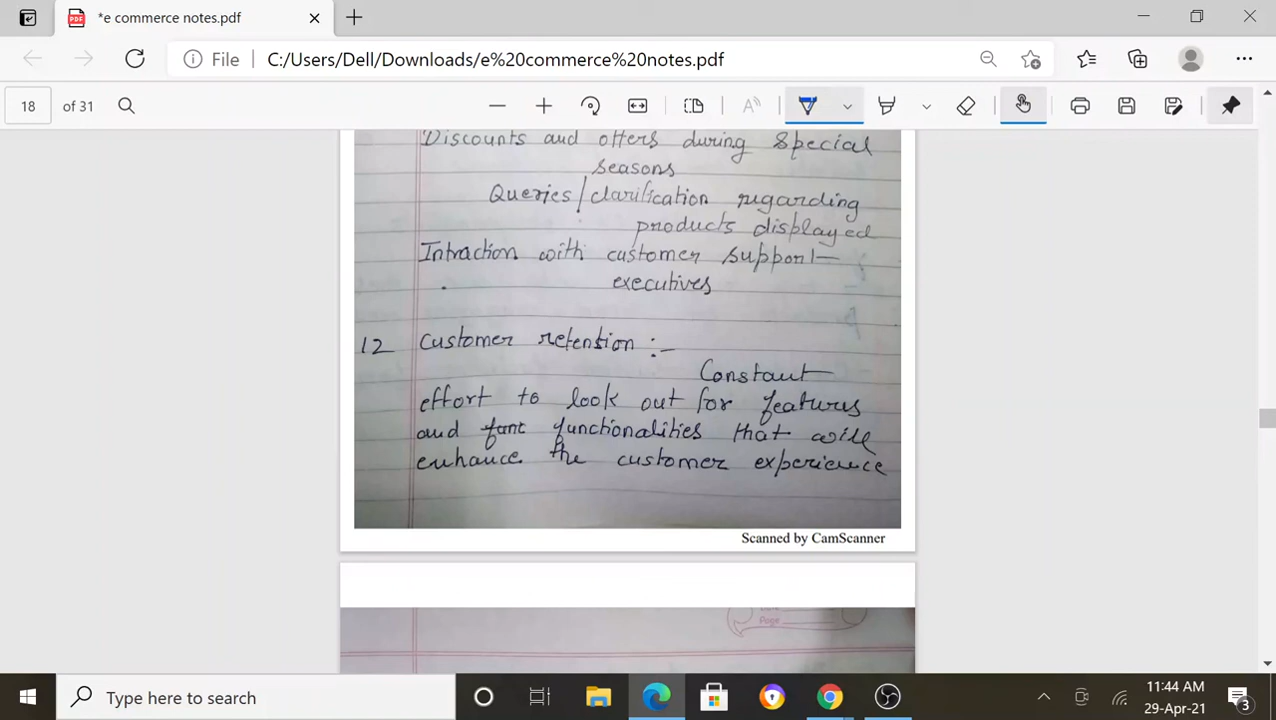 *e commerce notes.pdf
File C:/Users/Dell/Downloads/e%20commerce%20notes.pdf
18 of 31
Discounts and offers during Special
seasons
Queries/clarification regarding
products displayed
Intraction with customer support
executives
12 Customer retention :-
Constant
effort to look out for features
and functionalities that will
enhance the customer experience
Scanned by CamScanner
Page
Type here to search
11:44 AM
29-Apr-21
3